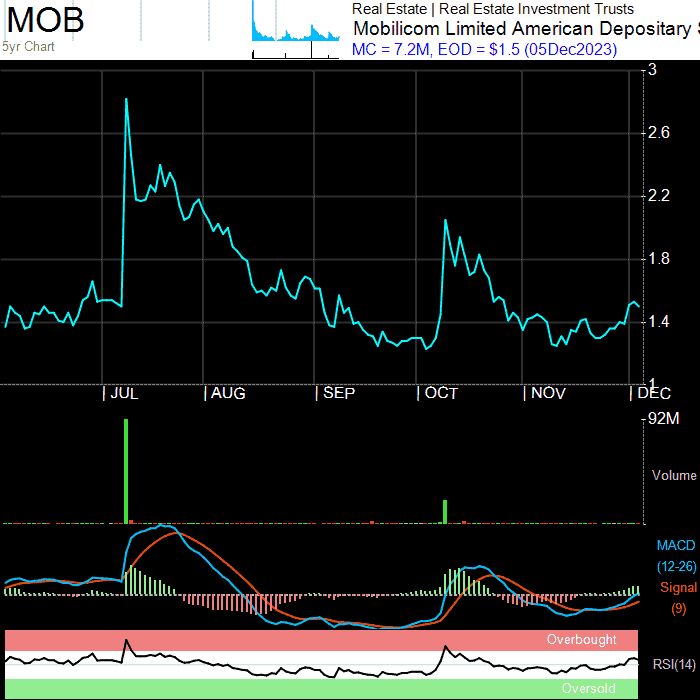 MOB
5yr Chart
Real Estate | Real Estate Investment Trusts
Mobilicom Limited American Depositary S
MC = 7.2M, EOD = $1.5 (05Dec2023)
3
2.6
2.2
1.8
1.4
1
JUL
AUG
SEP
OCT
NOV
DEC
92M
Volume
MACD
(12-26)
Signal
(9)
Overbought
RSI(14)
Oversold